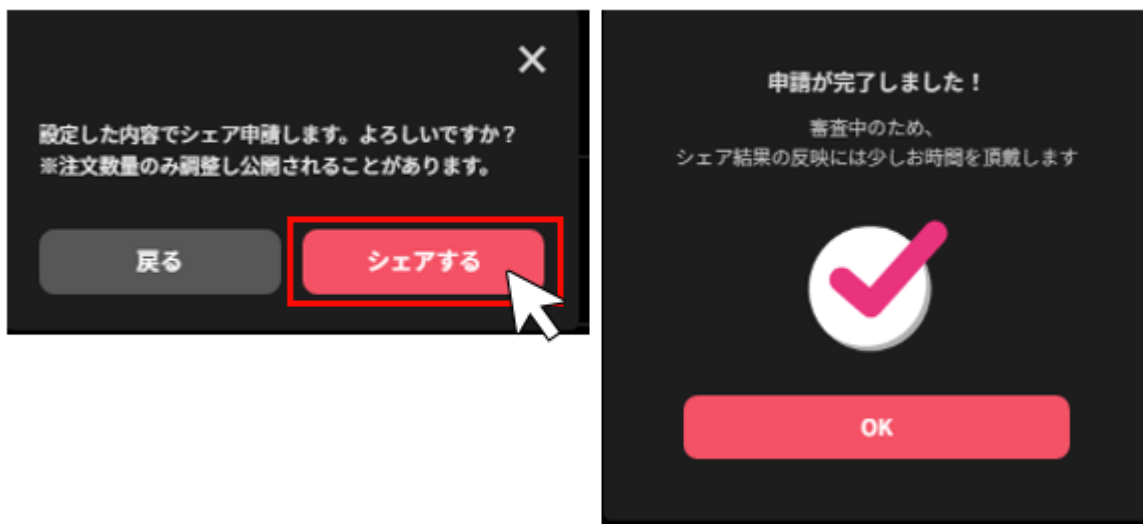 設定した内容でシェア申請します。よろしいですか？
※注文数量のみ調整し公開されることがあります。
戻る
シェアする
申請が完了しました！
審査中のため、
シェア結果の反映には少しお時間を頂戴します
OK